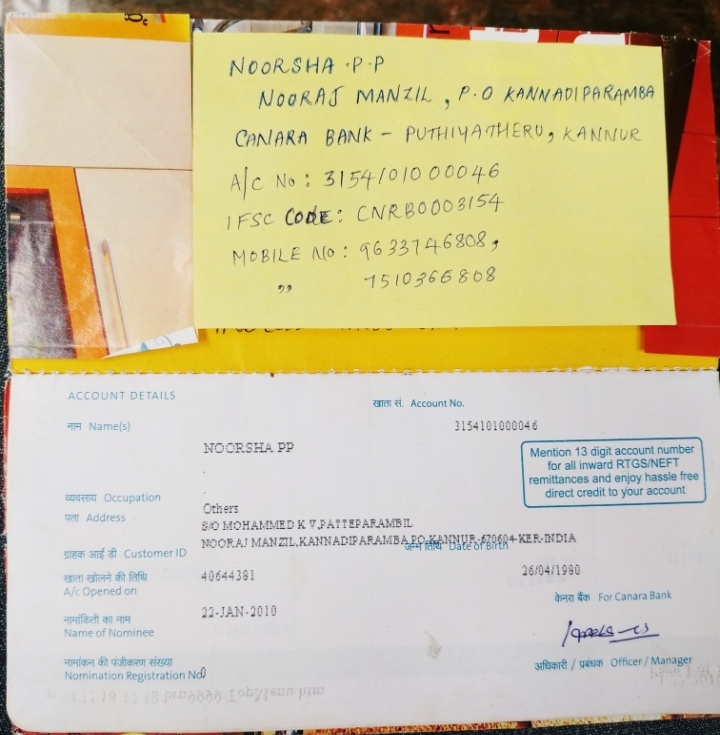 NOORSHA.P.P
NOORAJ MANZIL, P.O KANNADIPARAMBA
CANARA BANK - PUTHIYATHERU, KANNUR
A/C No: 3154101000046
IFSC CODE: CNRB0003154
MOBILE No: 9633746808,
,, 7510366808
ACCOUNT DETAILS
खाता सं. Account No.
नाम Name(s)
3154101000046
NOORSHA PP
Mention 13 digit account number
for all inward RTGS/NEFT
remittances and enjoy hassle free
direct credit to your account
व्यवसाय Occupation
Others
पता Address
S/O MOHAMMED K V,PATTEPARAMBIL
NOORAJ MANZIL,KANNADIPARAMBA PO,KANNUR-670604-KER-INDIA
ग्राहक आई डी Customer ID
जन्म तिथि Date of Birth
40644381
26/04/1980
खाता खोलने की तिथि
A/c Opened on
22-JAN-2010
केनरा बैंक For Canara Bank
नामांकिती का नाम
Name of Nominee
नामांकन की पंजीकरण संख्या
Nomination Registration No
0
अधिकारी / प्रबंधक Officer / Manager